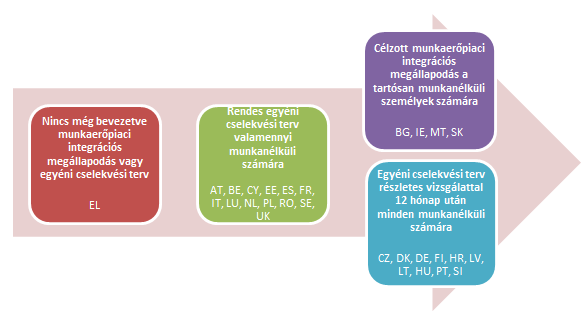 Nincs még bevezetve
munkaerőpiaci
integrációs
megállapodás vagy
egyéni cselekvési terv
EL
Rendes egyéni
cselekvési terv
valamennyi
munkanélküli
számára
AT, BE, CY, EE, ES, FR,
IT, LU, NL, PL, RO, SE,
UK
Célzott munkaerőpiaci
integrációs
megállapodás a
tartósan munkanélküli
személyek számára
BG, IE, MT, SK
Egyéni cselekvési terv
részletes vizsgálattal
12 hónap után
minden munkanélküli
számára
CZ, DK, DE, FI, HR, LV,
LT, HU, PT, SI